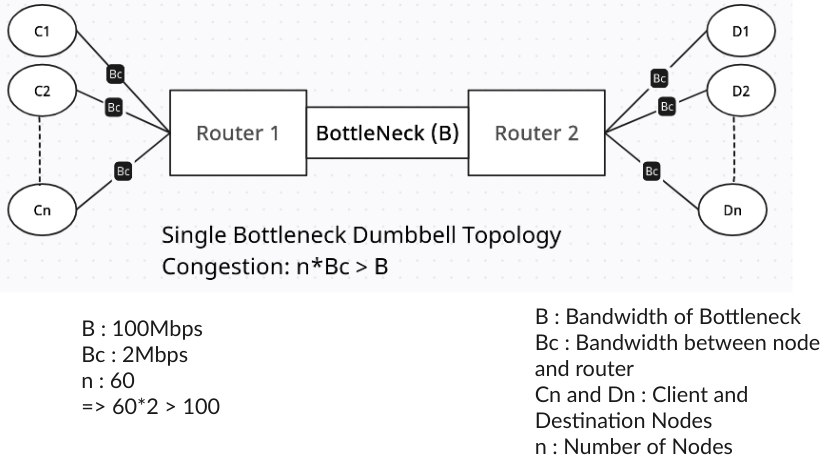 C1
D1
Bc
Bc
C2
D2
Bc
Bc
Router 1
BottleNeck (B)
Router 2
Bc
Bc
Cn
Dn
Single Bottleneck Dumbbell Topology
Congestion: n*Bc > B
B : 100Mbps
Bc : 2Mbps
n : 60
=> 60*2 > 100
B : Bandwidth of Bottleneck
Bc : Bandwidth between node
and router
Cn and Dn : Client and
Destination Nodes
n : Number of Nodes